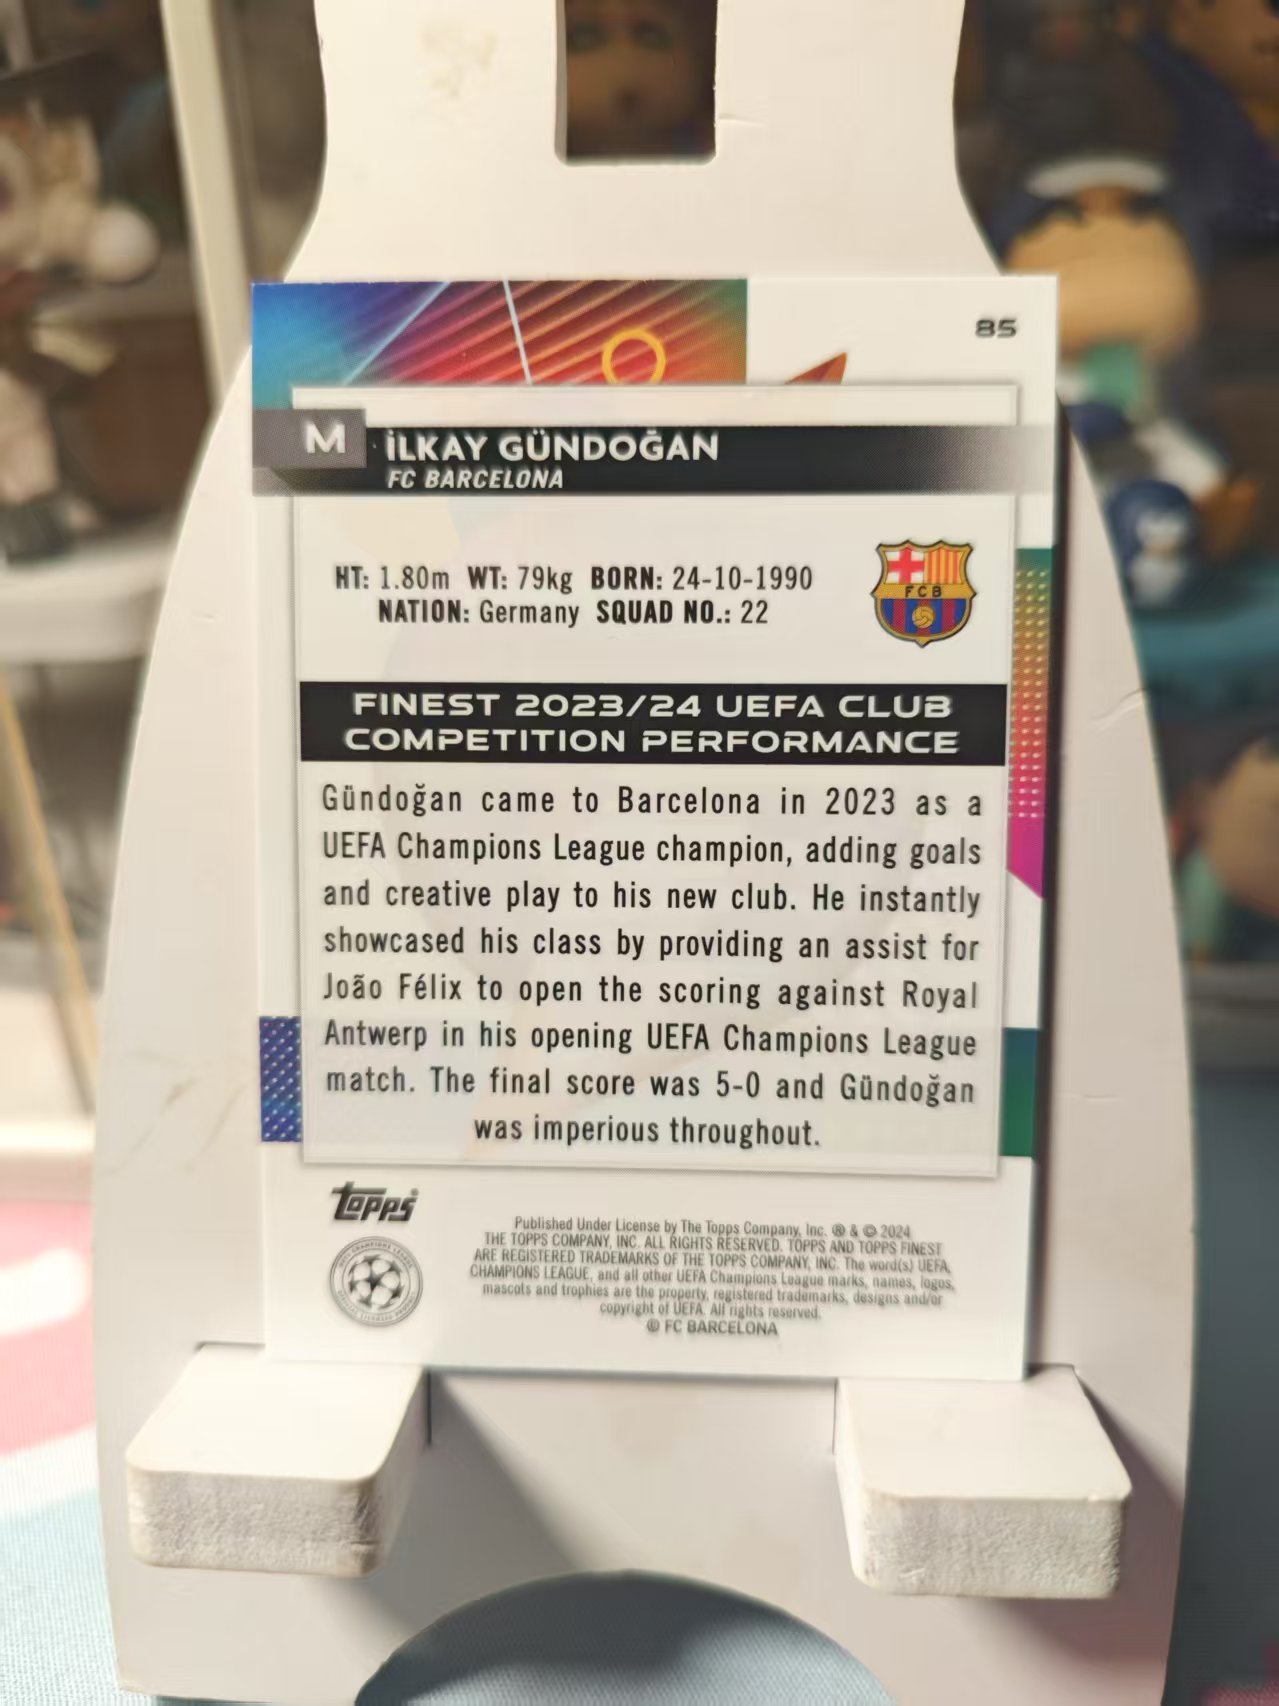 85
M
İLKAY GÜNDOĞAN
FC BARCELONA
HT: 1.80m WT: 79kg BORN: 24-10-1990
NATION: Germany SQUAD NO.: 22
FCB
FINEST 2023/24 UEFA CLUB
COMPETITION PERFORMANCE
Gündoğan came to Barcelona in 2023 as a
UEFA Champions League champion, adding goals
and creative play to his new club. He instantly
showcased his class by providing an assist for
João Félix to open the scoring against Royal
Antwerp in his opening UEFA Champions League
match. The final score was 5-0 and Gündoğan
was imperious throughout.
Topps®
Published Under License by The Topps Company, Inc. ® & © 2024
THE TOPPS COMPANY, INC. ALL RIGHTS RESERVED. TOPPS AND TOPPS FINEST
ARE REGISTERED TRADEMARKS OF THE TOPPS COMPANY, INC. The word(s) UEFA,
CHAMPIONS LEAGUE, and all other UEFA Champions League marks, names, logos,
mascots and trophies are the property, registered trademarks, designs and/or
copyright of UEFA. All rights reserved.
© FC BARCELONA